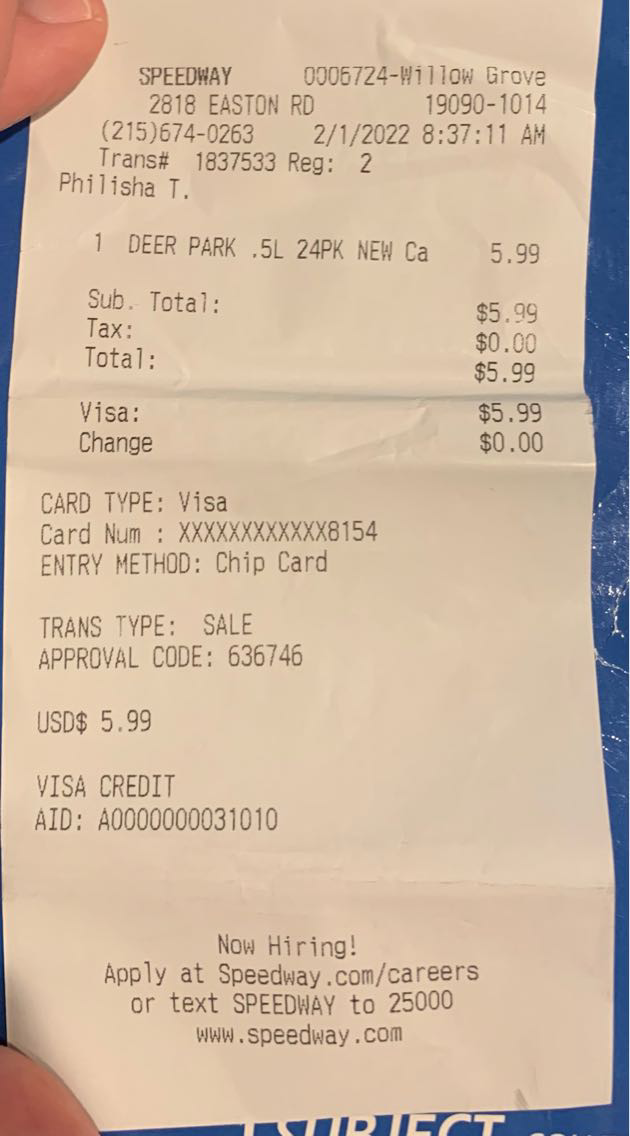 SPEEDWAY 0006724-Willow Grove
2818 EASTON RD 19090-1014
(215)674-0263 2/1/2022 8:37:11 AM
Trans# 1837533 Reg: 2
Philisha T.
1 DEER PARK .5L 24PK NEW Ca 5.99
Sub. Total: $5.99
Tax: $0.00
Total: $5.99
Visa: $5.99
Change $0.00
CARD TYPE: Visa
Card Num : XXXXXXXXXXXX8154
ENTRY METHOD: Chip Card
TRANS TYPE: SALE
APPROVAL CODE: 636746
USD$ 5.99
VISA CREDIT
AID: A0000000031010
Now Hiring!
Apply at Speedway.com/careers
or text SPEEDWAY to 25000
www.speedway.com
SUBJECT